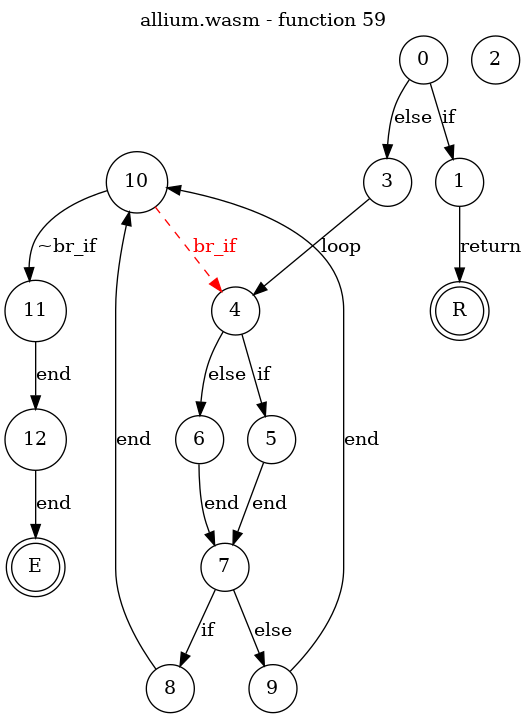 allium.wasm - function 59
0
2
else
if
10
3
1
~br_if
br_if
loop
return
11
4
R
end
else
if
12
end
6
5
end
end
end
end
E
7
if
else
8
9